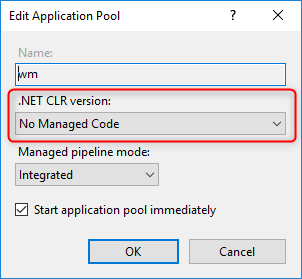 Edit Application Pool
Name:
wm
.NET CLR version:
No Managed Code
Managed pipeline mode:
Integrated
Start application pool immediately
OK
Cancel